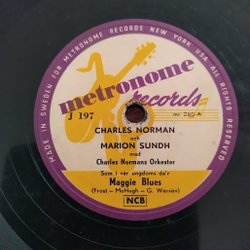 MADE IN SWEDEN FOR METRONOME RECORDS NEW YORK USA·ALL RIGHTS RESERVED
metronome
records
J 197
CHARLES NORMAN
och
MARION SUNDH
med
Charles Normans Orkester
Som i vår ungdoms da'r
Maggie Blues
(Frost - McHugh - G. Warson)
NCB